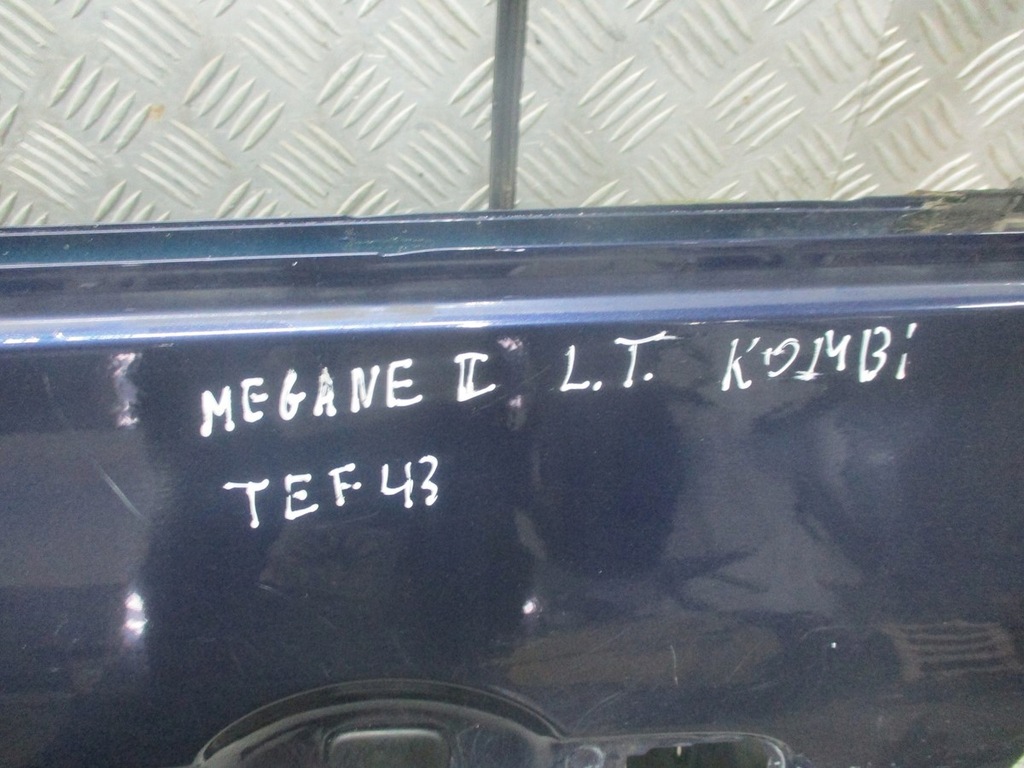 MEGANE II L.T. KOMBi
TEF43